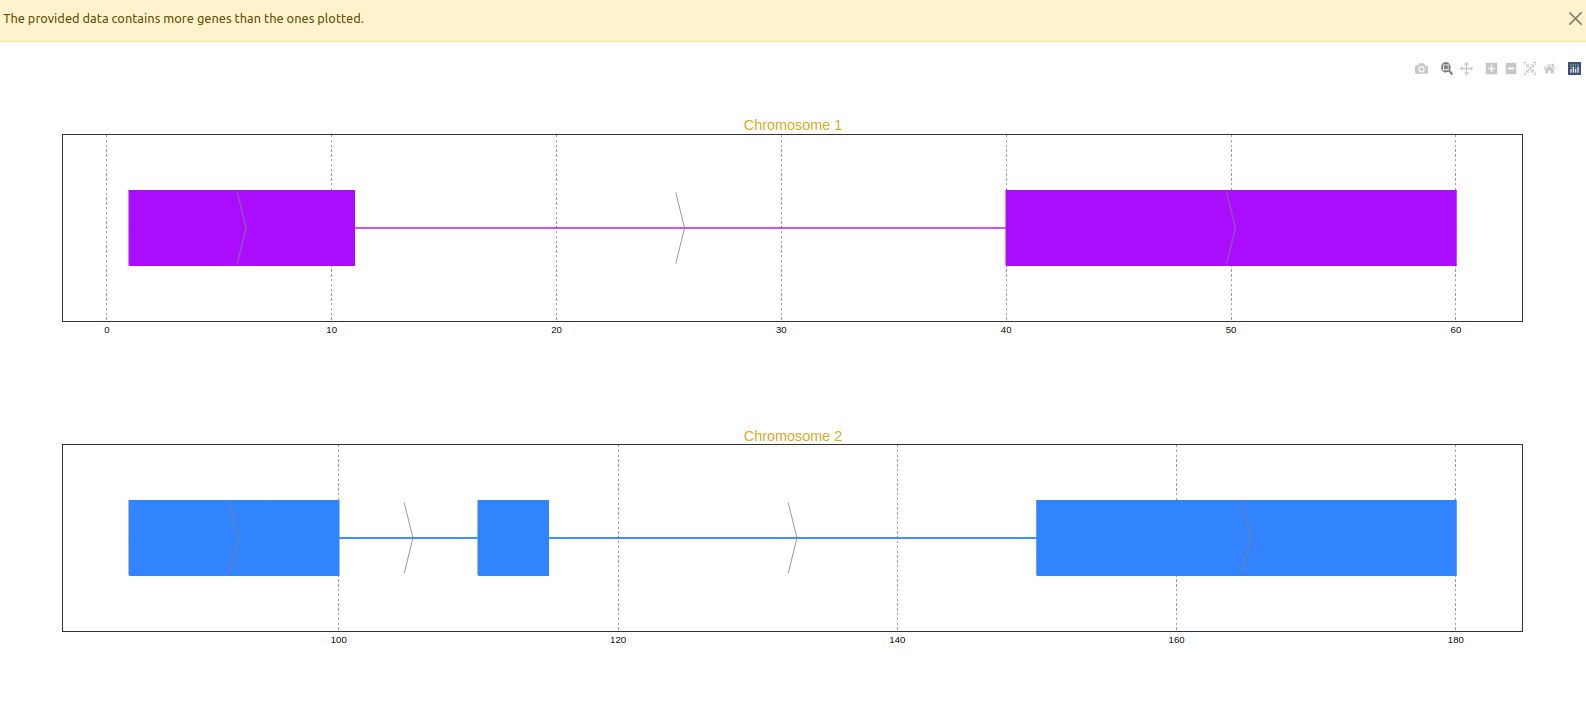 The provided data contains more genes than the ones plotted.
Chromosome 1
0 10 20 30 40 50 60
Chromosome 2
100 120 140 160 180